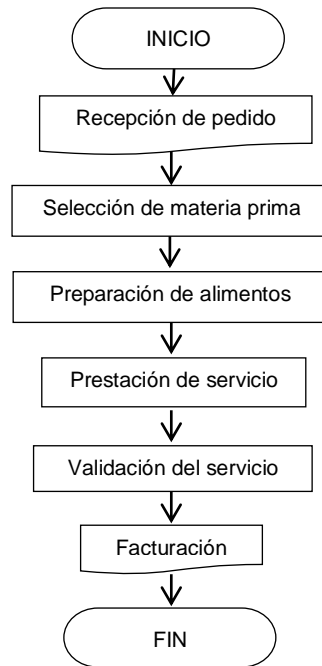 INICIO
Recepción de pedido
Selección de materia prima
Preparación de alimentos
Prestación de servicio
Validación del servicio
Facturación
FIN